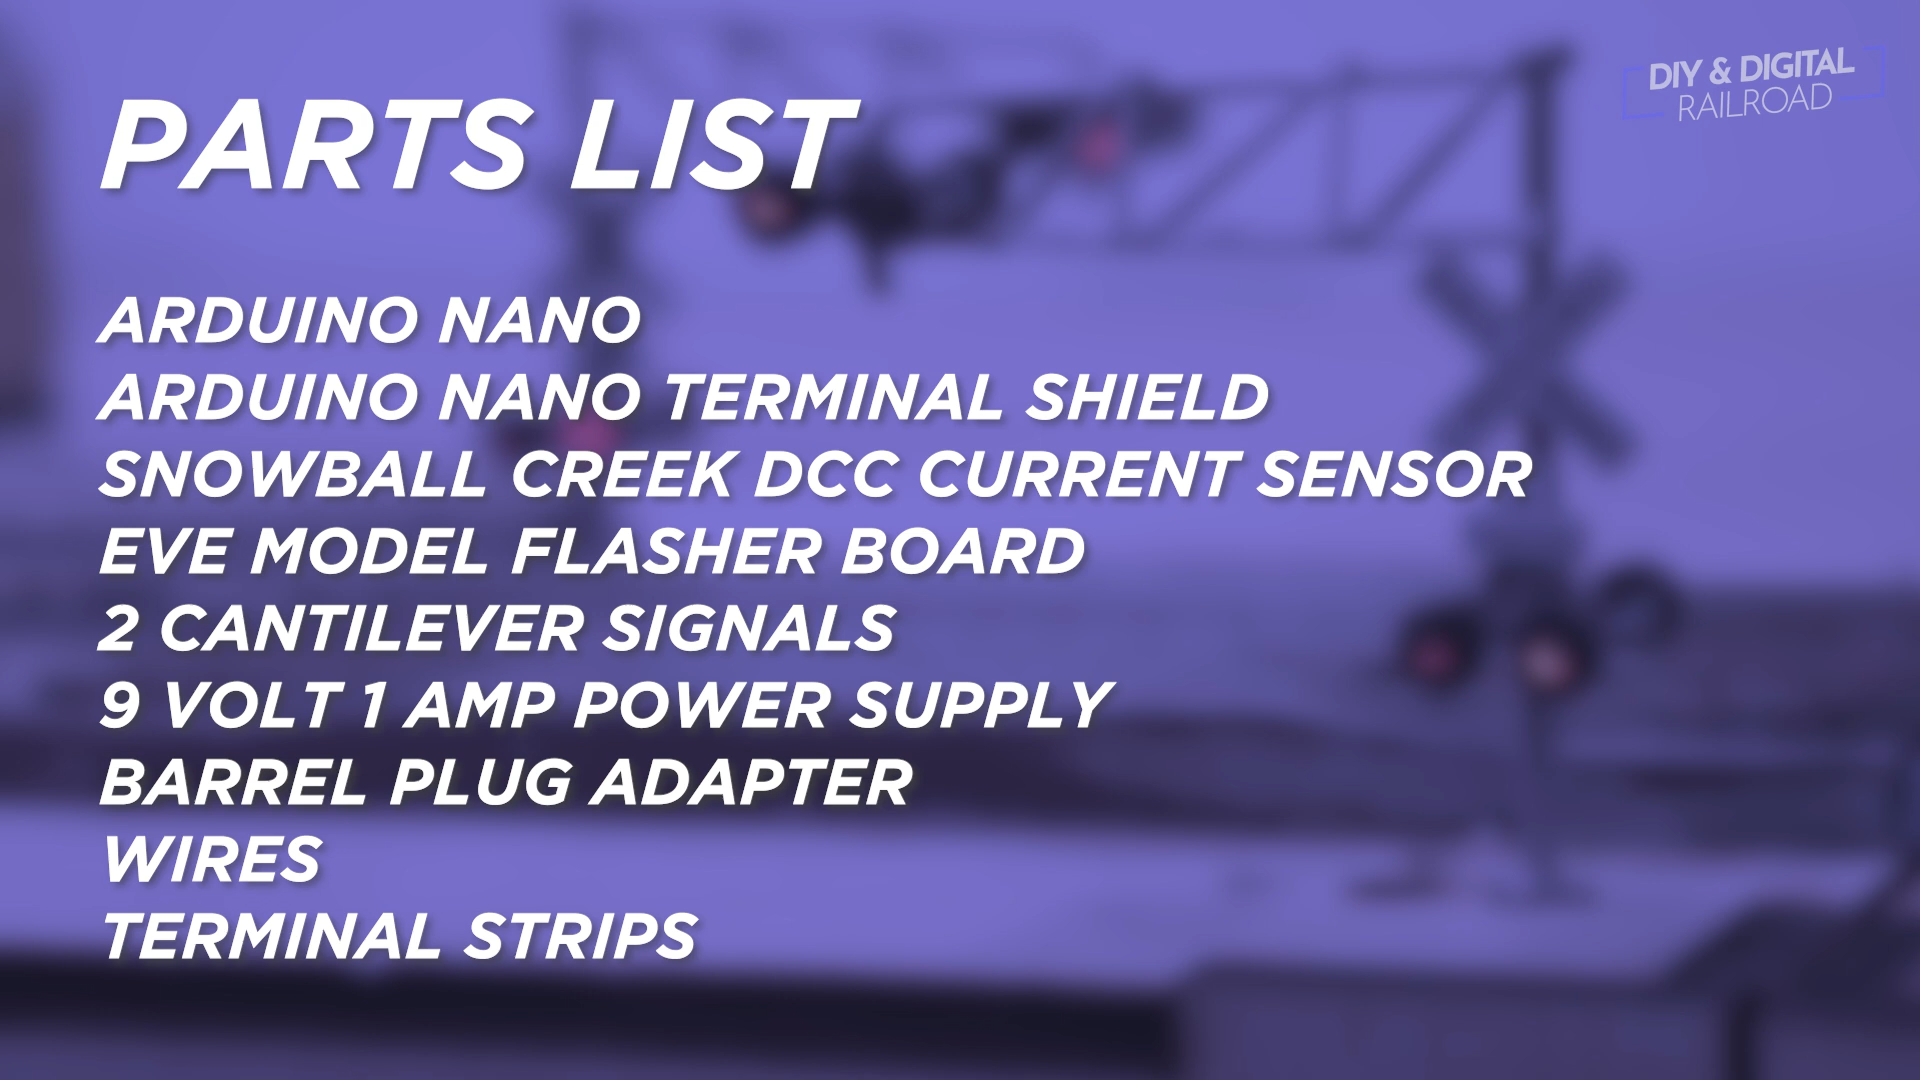 DIY & DIGITAL
RAILROAD
PARTS LIST
ARDUINO NANO
ARDUINO NANO TERMINAL SHIELD
SNOWBALL CREEK DCC CURRENT SENSOR
EVE MODEL FLASHER BOARD
2 CANTILEVER SIGNALS
9 VOLT 1 AMP POWER SUPPLY
BARREL PLUG ADAPTER
WIRES
TERMINAL STRIPS